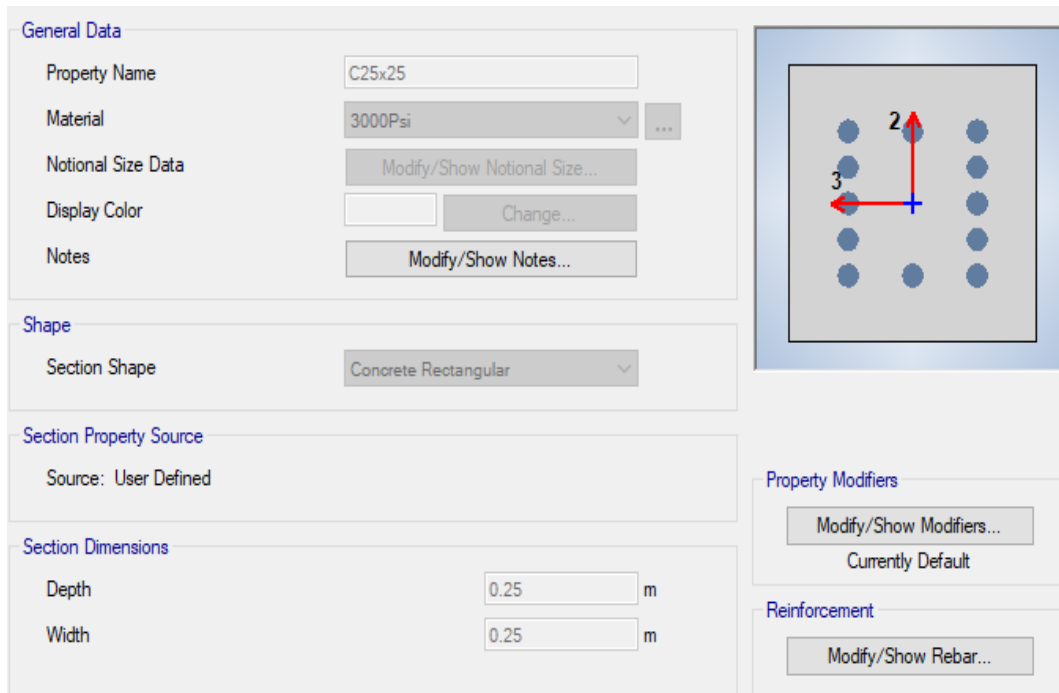 General Data
Property Name C25x25
Material 3000Psi ...
Notional Size Data Modify/Show Notional Size...
Display Color Change...
Notes Modify/Show Notes...
Shape
Section Shape Concrete Rectangular
Section Property Source
Source: User Defined
Section Dimensions
Depth 0.25 m
Width 0.25 m
2
3
Property Modifiers
Modify/Show Modifiers...
Currently Default
Reinforcement
Modify/Show Rebar...